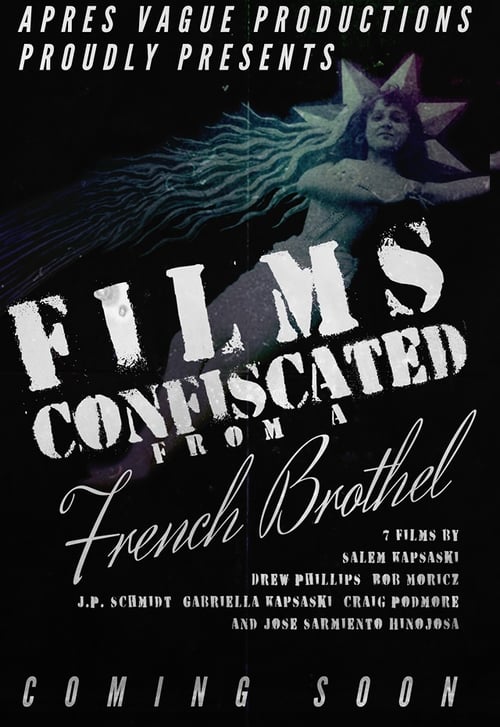 APRES VAGUE PRODUCTIONS
PROUDLY PRESENTS
FILMS
CONFISCATED
FROM A
French Brothel
7 FILMS BY
SALEM KAPSASKI
DREW PHILLIPS BOB MORICZ
J.P. SCHMIDT GABRIELLA KAPSASKI CRAIG PODMORE
AND JOSE SARMIENTO HINOJOSA
COMING SOON